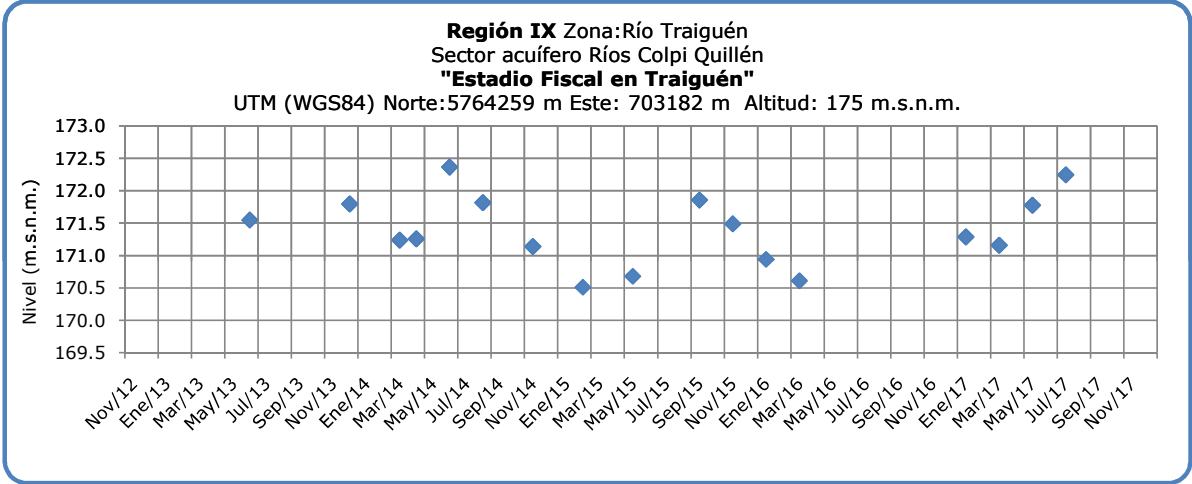 Región IX Zona:Río Traiguén
Sector acuífero Ríos Colpi Quillén
"Estadio Fiscal en Traiguén"
UTM (WGS84) Norte:5764259 m Este: 703182 m Altitud: 175 m.s.n.m.
Nivel (m.s.n.m.)
173.0
172.5
172.0
171.5
171.0
170.5
170.0
169.5
Nov/12
Ene/13
Mar/13
May/13
Jul/13
Sep/13
Nov/13
Ene/14
Mar/14
May/14
Jul/14
Sep/14
Nov/14
Ene/15
Mar/15
May/15
Jul/15
Sep/15
Nov/15
Ene/16
Mar/16
May/16
Jul/16
Sep/16
Nov/16
Ene/17
Mar/17
May/17
Jul/17
Sep/17
Nov/17